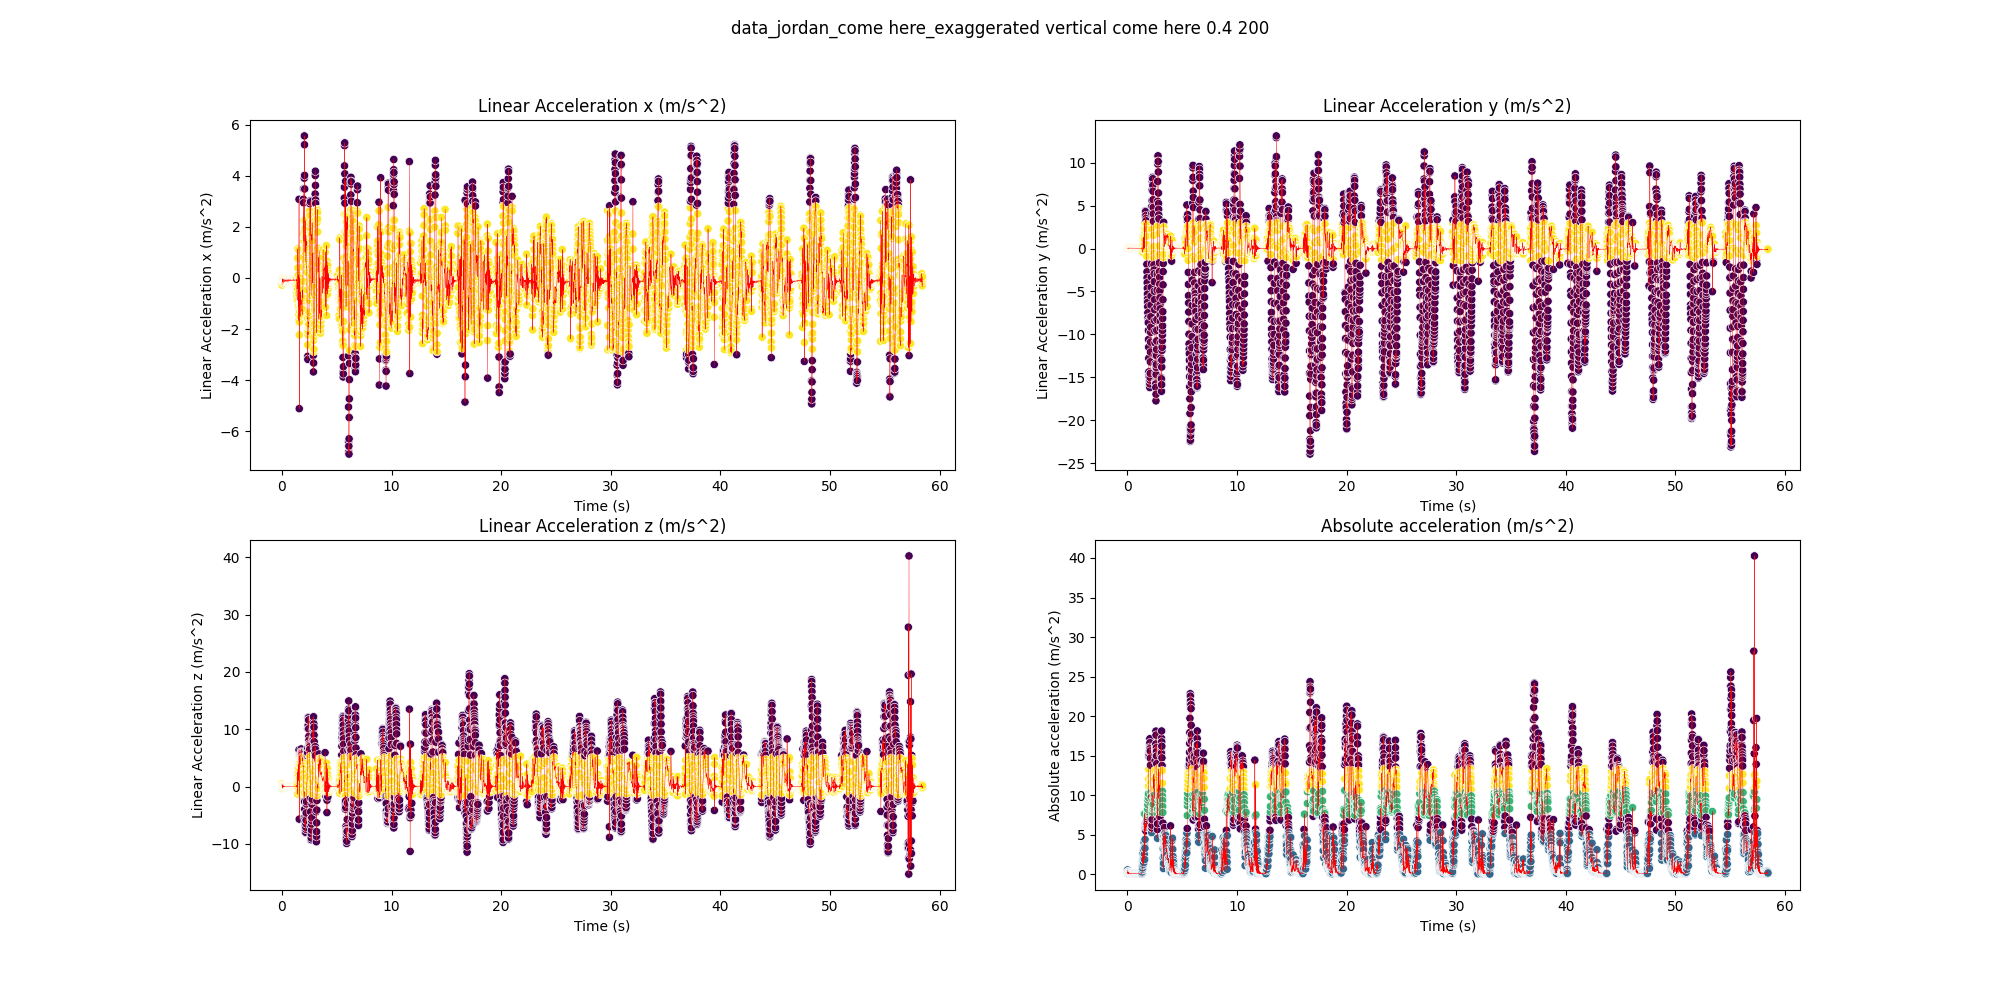 data_jordan_come here_exaggerated vertical come here 0.4 200
Linear Acceleration x (m/s^2)
Linear Acceleration x (m/s^2)
6
4
2
0
−2
−4
−6
0 10 20 30 40 50 60
Time (s)
Linear Acceleration y (m/s^2)
Linear Acceleration y (m/s^2)
10
5
0
−5
−10
−15
−20
−25
0 10 20 30 40 50 60
Time (s)
Linear Acceleration z (m/s^2)
Linear Acceleration z (m/s^2)
40
30
20
10
0
−10
0 10 20 30 40 50 60
Time (s)
Absolute acceleration (m/s^2)
Absolute acceleration (m/s^2)
40
35
30
25
20
15
10
5
0
0 10 20 30 40 50 60
Time (s)